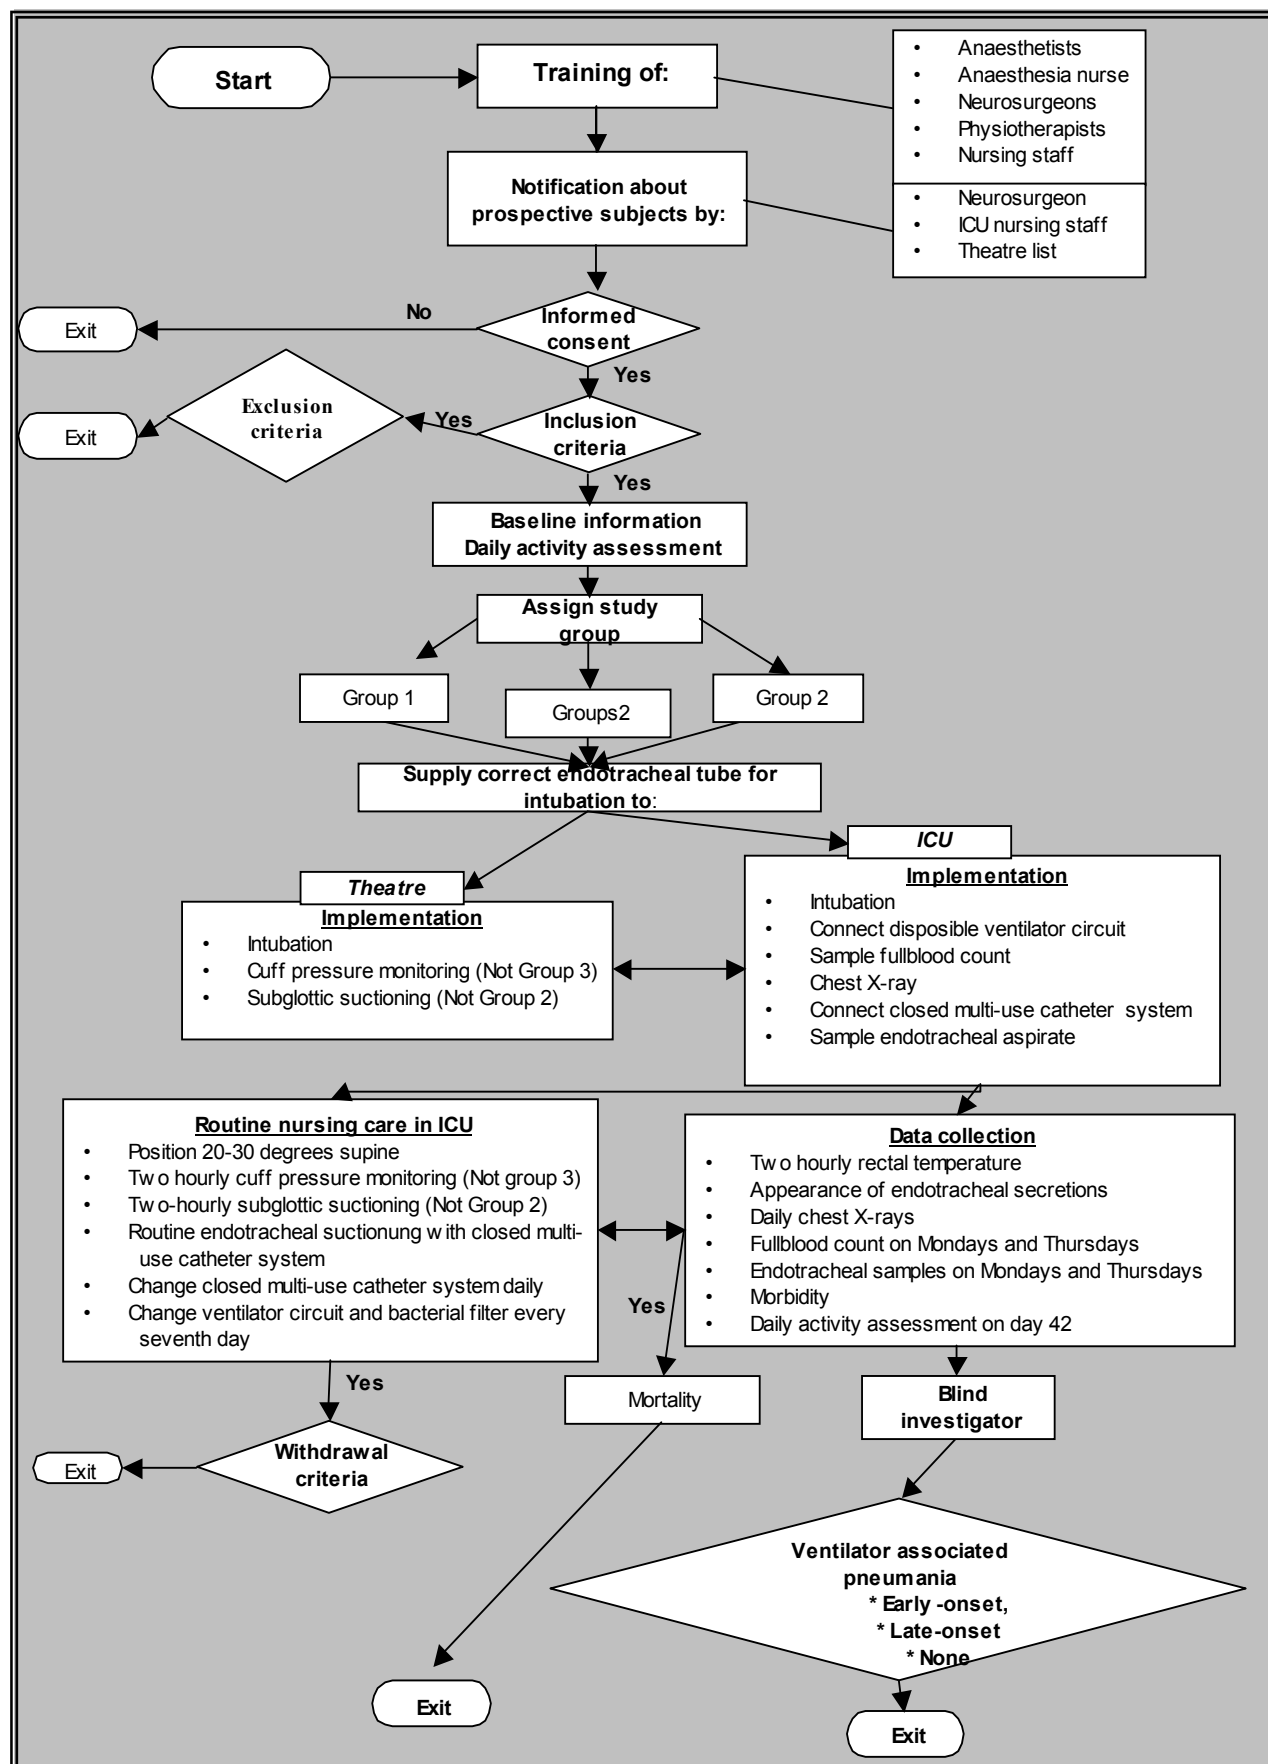 Start
Training of:
• Anaesthetists
• Anaesthesia nurse
• Neurosurgeons
• Physiotherapists
• Nursing staff
Notification about
prospective subjects by:
• Neurosurgeon
• ICU nursing staff
• Theatre list
Informed
consent
No
Exit
Yes
Inclusion
criteria
Yes
Exclusion
criteria
Exit
Yes
Baseline information
Daily activity assessment
Assign study
group
Group 1
Groups2
Group 2
Supply correct endotracheal tube for
intubation to:
Theatre
Implementation
• Intubation
• Cuff pressure monitoring (Not Group 3)
• Subglottic suctioning (Not Group 2)
ICU
Implementation
• Intubation
• Connect disposible ventilator circuit
• Sample fullblood count
• Chest X-ray
• Connect closed multi-use catheter system
• Sample endotracheal aspirate
Routine nursing care in ICU
• Position 20-30 degrees supine
• Two hourly cuff pressure monitoring (Not group 3)
• Two-hourly subglottic suctioning (Not Group 2)
• Routine endotracheal suctionung with closed multi-
use catheter system
• Change closed multi-use catheter system daily
• Change ventilator circuit and bacterial filter every
seventh day
Data collection
• Two hourly rectal temperature
• Appearance of endotracheal secretions
• Daily chest X-rays
• Fullblood count on Mondays and Thursdays
• Endotracheal samples on Mondays and Thursdays
• Morbidity
• Daily activity assessment on day 42
Yes
Yes
Mortality
Blind
investigator
Withdrawal
criteria
Exit
Ventilator associated
pneumania
* Early -onset,
* Late-onset
* None
Exit
Exit